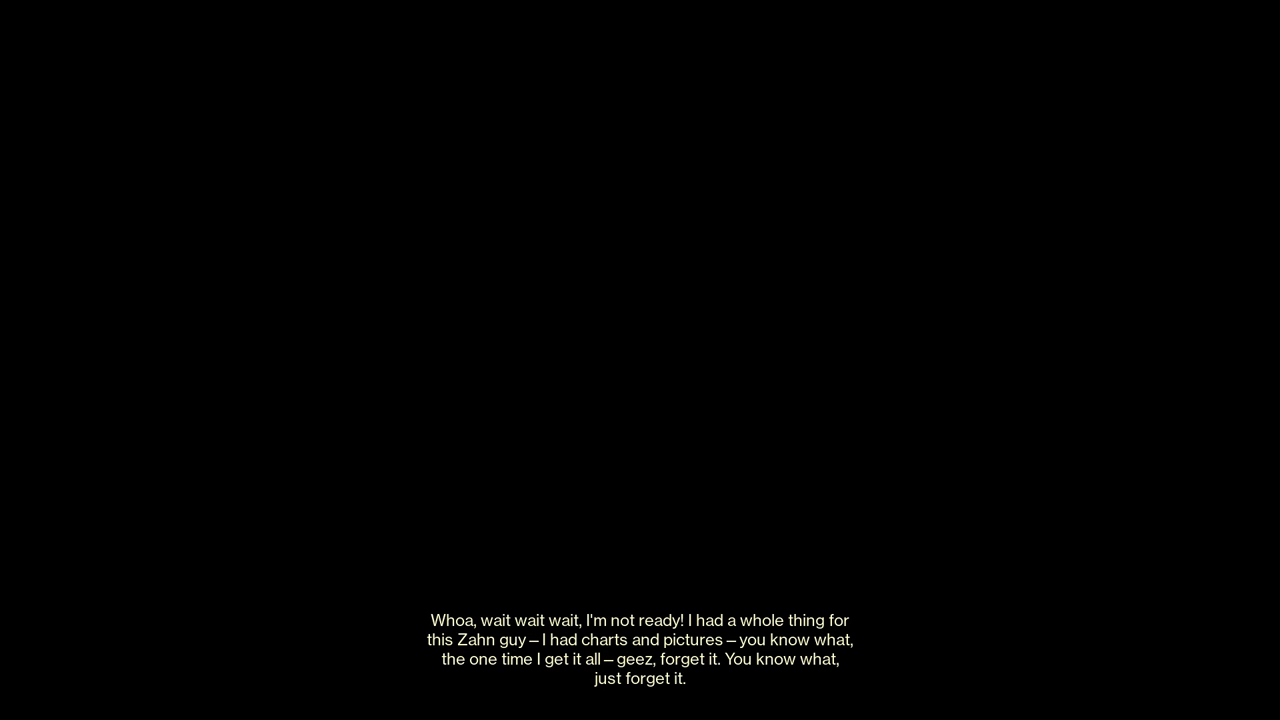 Whoa, wait wait wait, I'm not ready! I had a whole thing for
this Zahn guy – I had charts and pictures – you know what,
the one time I get it all – geez, forget it. You know what,
just forget it.